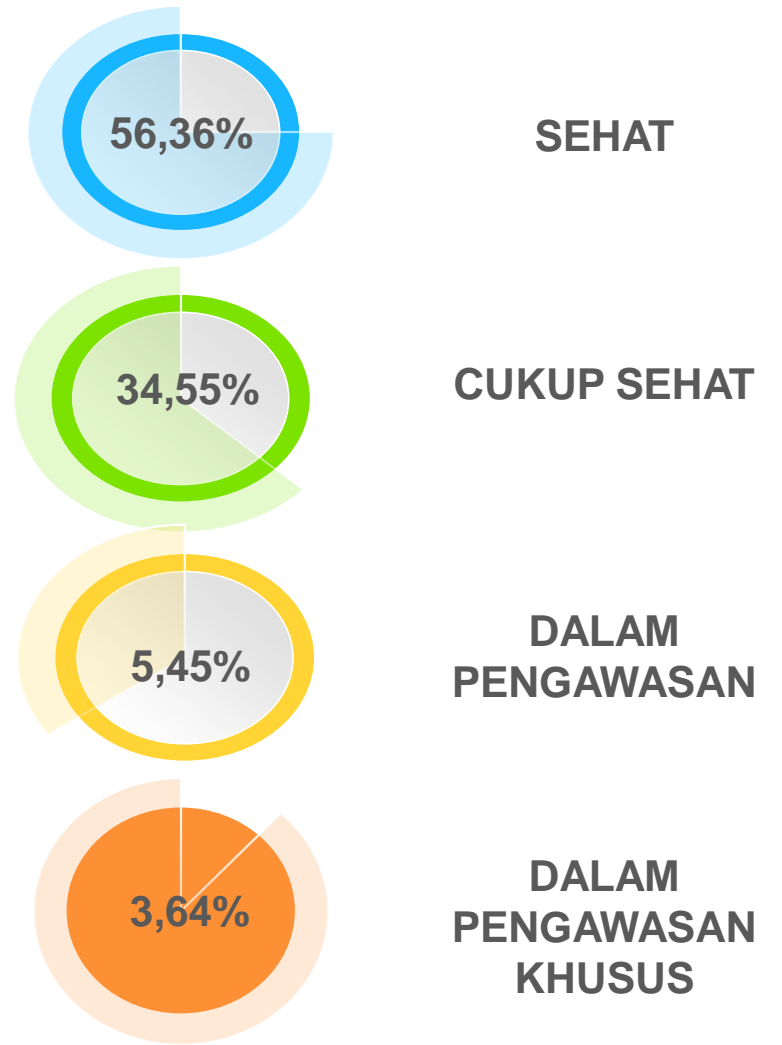 56,36%
SEHAT
34,55%
CUKUP SEHAT
5,45%
DALAM
PENGAWASAN
3,64%
DALAM
PENGAWASAN
KHUSUS